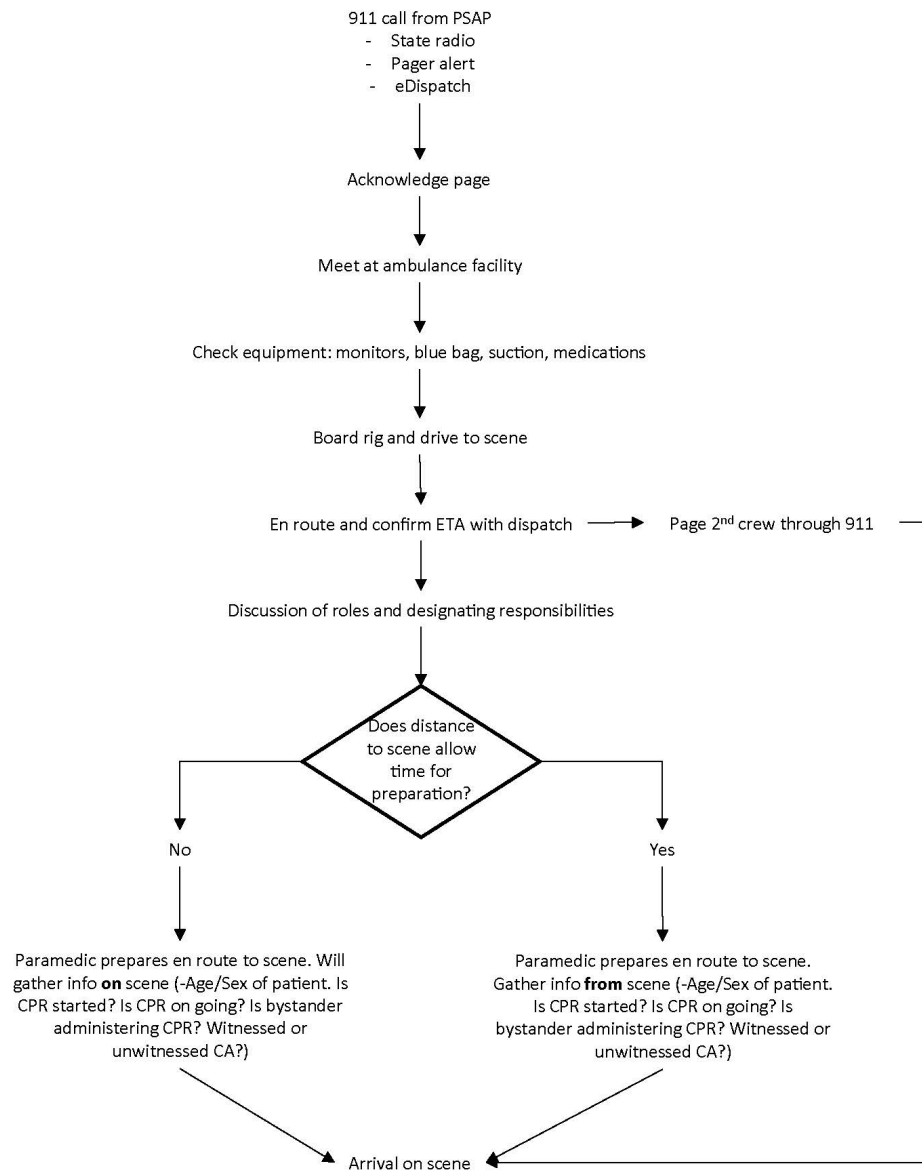 911 call from PSAP
- State radio
- Pager alert
- eDispatch
Acknowledge page
Meet at ambulance facility
Check equipment: monitors, blue bag, suction, medications
Board rig and drive to scene
En route and confirm ETA with dispatch
Page 2nd crew through 911
Discussion of roles and designating responsibilities
Does distance
to scene allow
time for
preparation?
No
Yes
Paramedic prepares en route to scene. Will
gather info on scene (-Age/Sex of patient. Is
CPR started? Is CPR on going? Is bystander
administering CPR? Witnessed or
unwitnessed CA?)
Paramedic prepares en route to scene.
Gather info from scene (-Age/Sex of patient.
Is CPR started? Is CPR on going? Is
bystander administering CPR? Witnessed or
unwitnessed CA?)
Arrival on scene